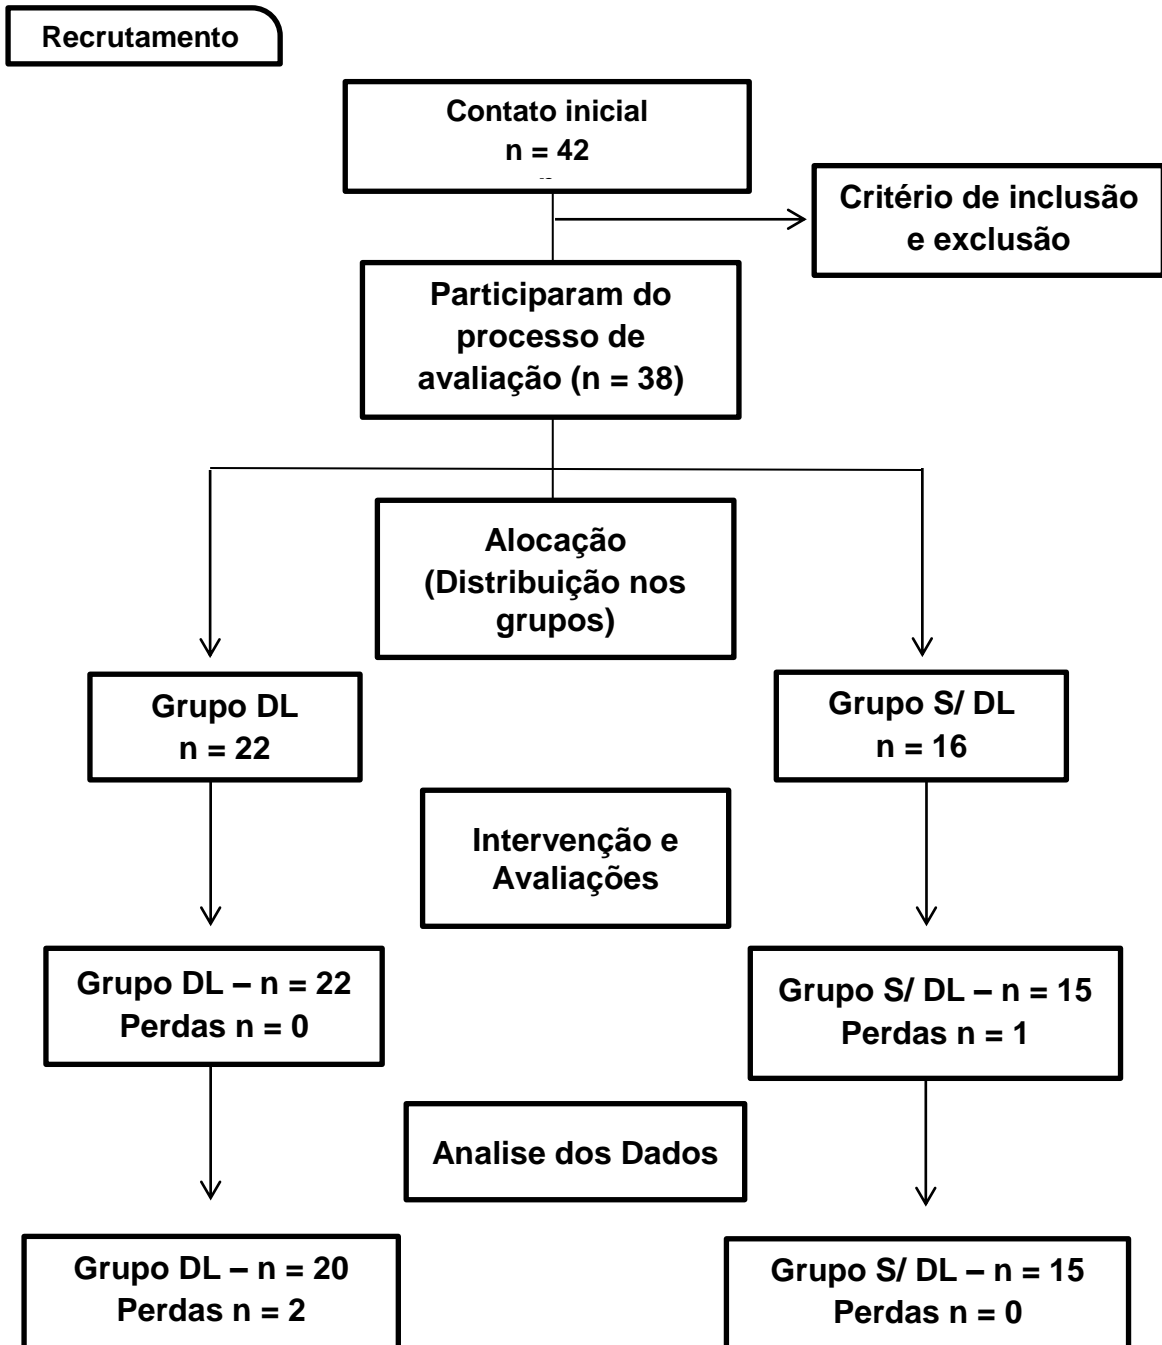 Recrutamento
Contato inicial
n = 42
Critério de inclusão
e exclusão
Participaram do
processo de
avaliação (n = 38)
Alocação
(Distribuição nos
grupos)
Grupo DL
n = 22
Grupo S/ DL
n = 16
Intervenção e
Avaliações
Grupo DL – n = 22
Perdas n = 0
Grupo S/ DL – n = 15
Perdas n = 1
Analise dos Dados
Grupo DL – n = 20
Perdas n = 2
Grupo S/ DL – n = 15
Perdas n = 0